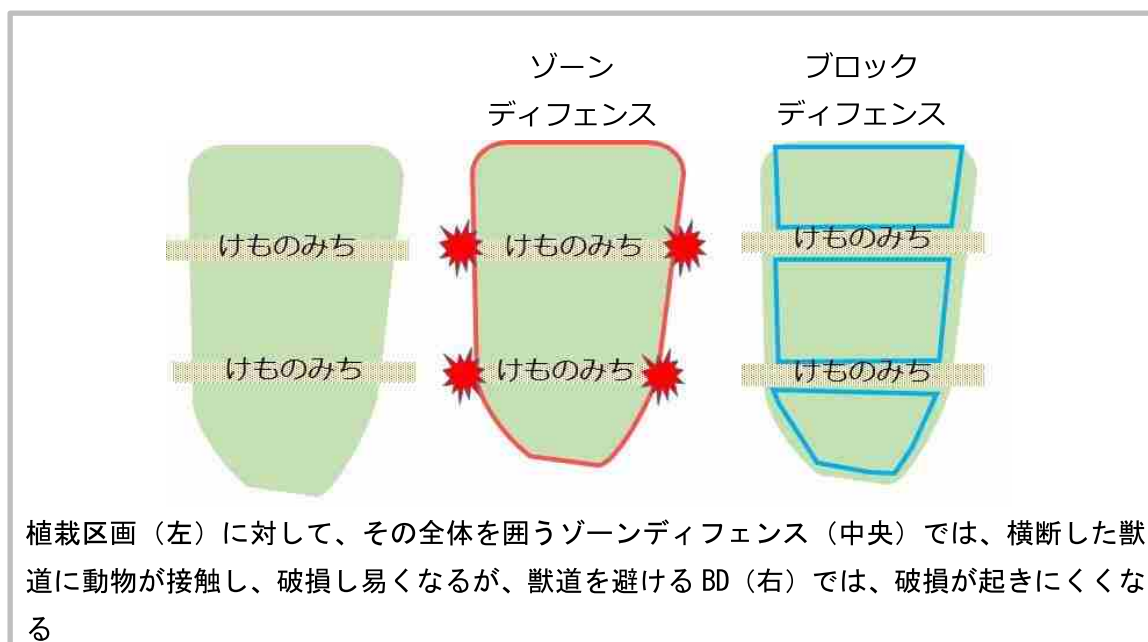 ゾーン
ディフェンス
ブロック
ディフェンス
けものみち
けものみち
けものみち
けものみち
けものみち
けものみち
植栽区画（左）に対して、その全体を囲うゾーンディフェンス（中央）では、横断した獣
道に動物が接触し、破損し易くなるが、獣道を避ける BD（右）では、破損が起きにくくな
る